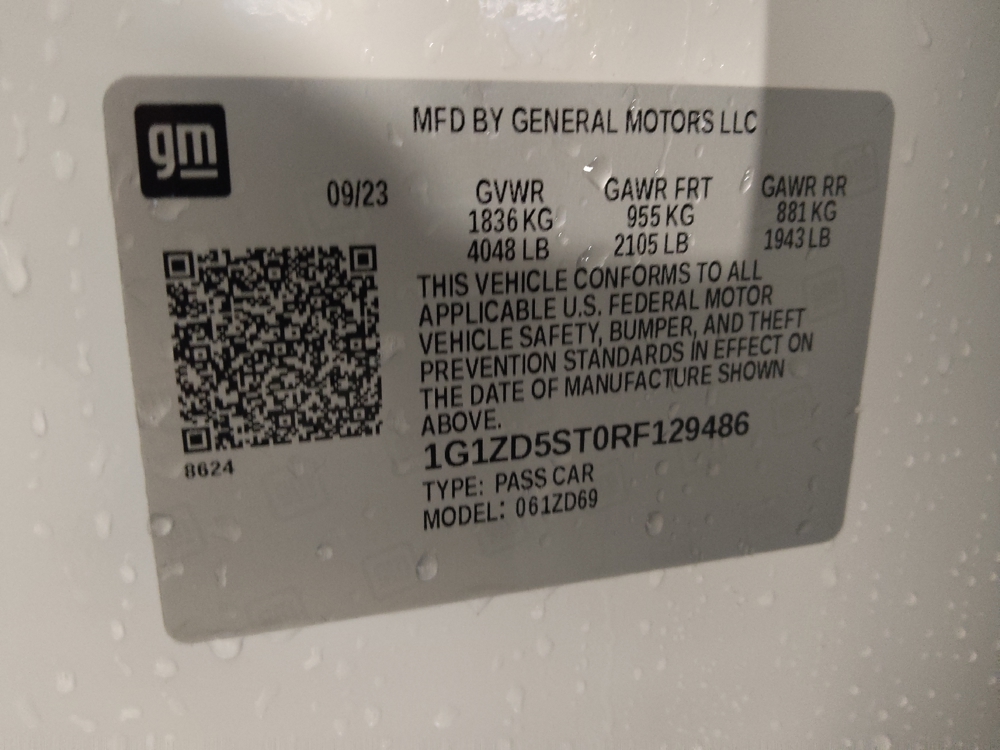 gm
MFD BY GENERAL MOTORS LLC
09/23
GVWR GAWR FRT GAWR RR
1836 KG 955 KG 881 KG
4048 LB 2105 LB 1943 LB
THIS VEHICLE CONFORMS TO ALL
APPLICABLE U.S. FEDERAL MOTOR
VEHICLE SAFETY, BUMPER, AND THEFT
PREVENTION STANDARDS IN EFFECT ON
THE DATE OF MANUFACTURE SHOWN
ABOVE.
1G1ZD5ST0RF129486
TYPE: PASS CAR
MODEL: 061ZD69
8624